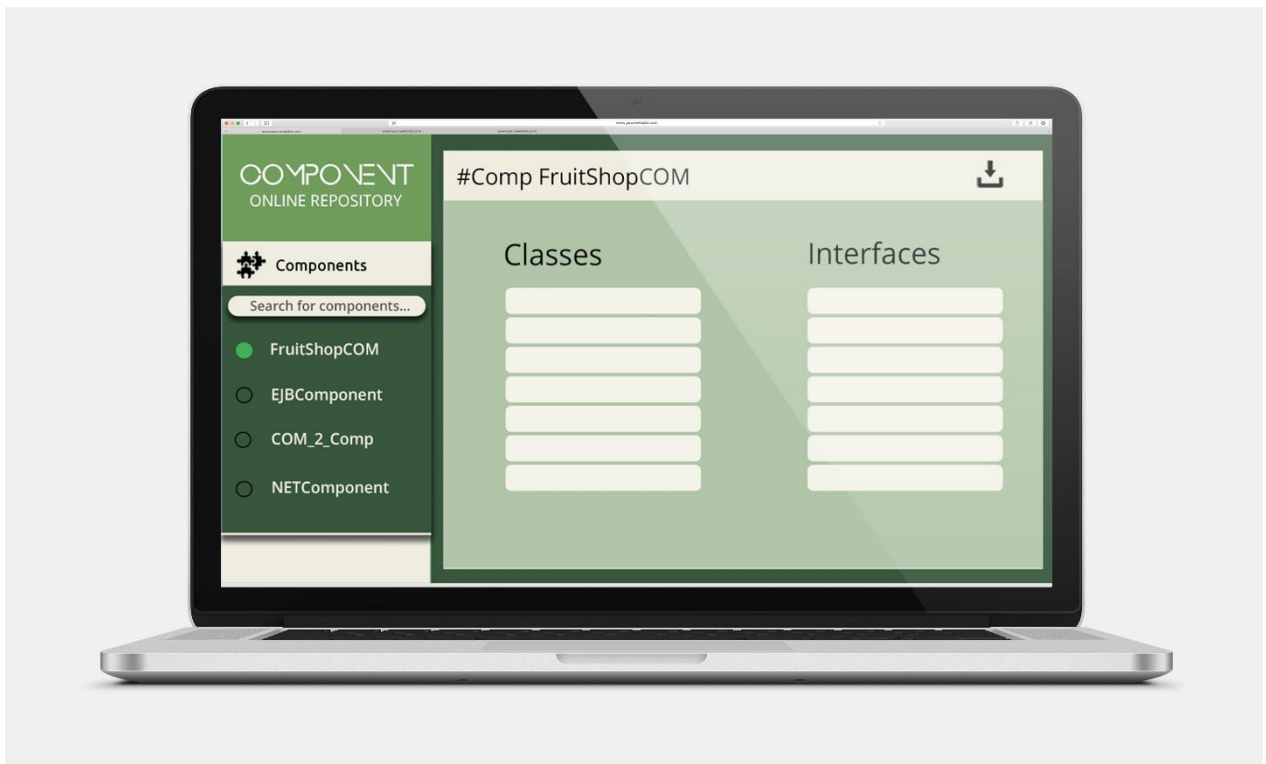 COMPONENT
ONLINE REPOSITORY
Components
Search for components...
FruitShopCOM
EJBComponent
COM_2_Comp
NETComponent
#Comp FruitShopCOM
Classes
Interfaces